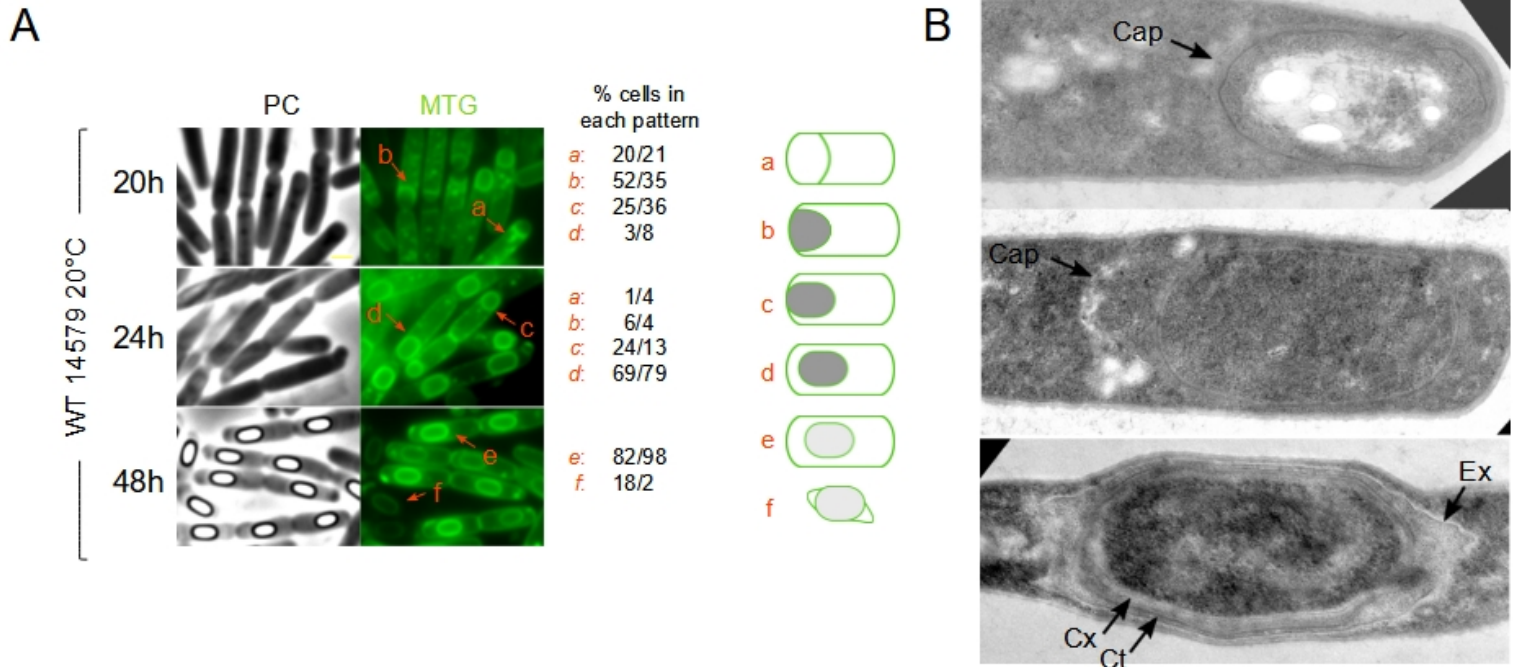 A
B
PC
MTG
% cells in
each pattern
WT 14579 20°C
20h
b
a
a: 20/21
b: 52/35
c: 25/36
d: 3/8
24h
d
c
a: 1/4
b: 6/4
c: 24/13
d: 69/79
48h
e
f
e: 82/98
f: 18/2
a
b
c
d
e
f
Cap
Cap
Ex
Cx
Ct